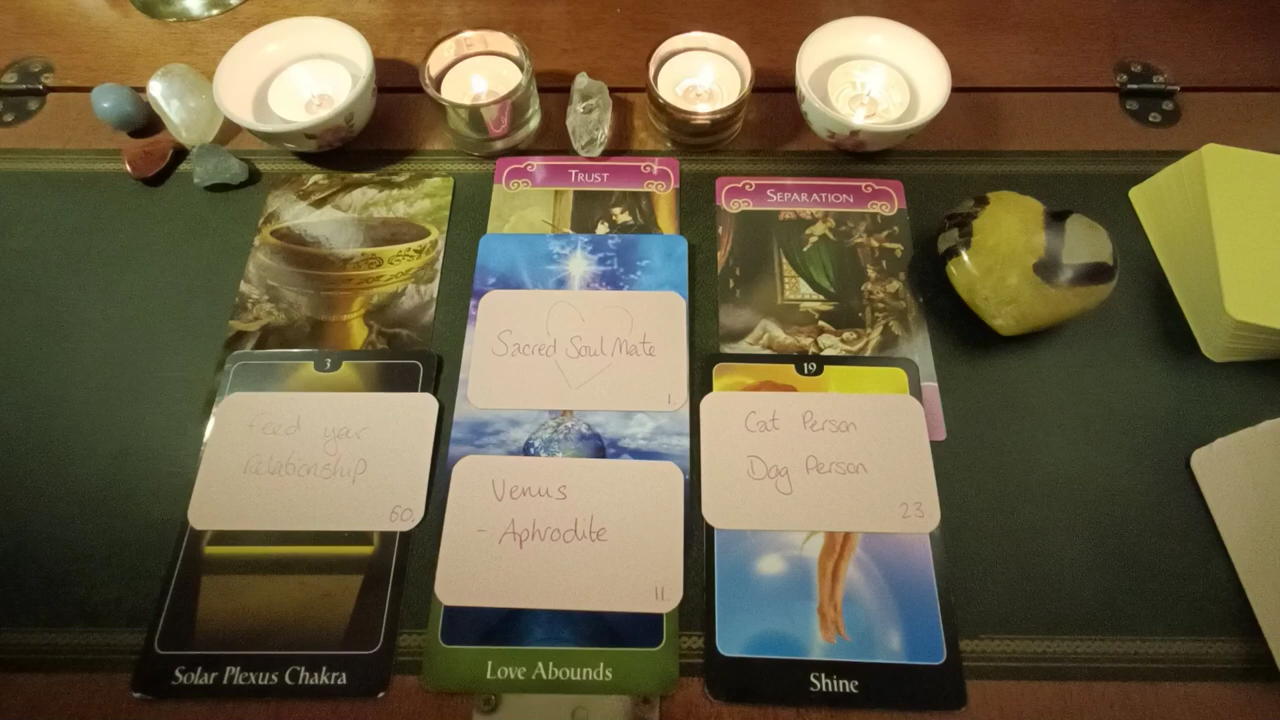 Trust
Separation
3
feed your
relationship
60.
Solar Plexus Chakra
Sacred Soul Mate
1.
Venus
- Aphrodite
11.
Love Abounds
19
Cat Person
Dog Person
23.
Shine